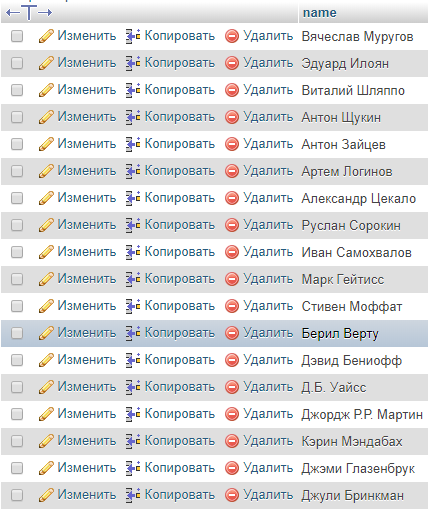 name
Изменить Копировать Удалить Вячеслав Муругов
Изменить Копировать Удалить Эдуард Илоян
Изменить Копировать Удалить Виталий Шляппо
Изменить Копировать Удалить Антон Щукин
Изменить Копировать Удалить Антон Зайцев
Изменить Копировать Удалить Артем Логинов
Изменить Копировать Удалить Александр Цекало
Изменить Копировать Удалить Руслан Сорокин
Изменить Копировать Удалить Иван Самохвалов
Изменить Копировать Удалить Марк Гейтисс
Изменить Копировать Удалить Стивен Моффат
Изменить Копировать Удалить Берил Верту
Изменить Копировать Удалить Дэвид Бениофф
Изменить Копировать Удалить Д.Б. Уайсс
Изменить Копировать Удалить Джордж Р.Р. Мартин
Изменить Копировать Удалить Кэрин Мэндабах
Изменить Копировать Удалить Джэми Глазенбрук
Изменить Копировать Удалить Джули Бринкман